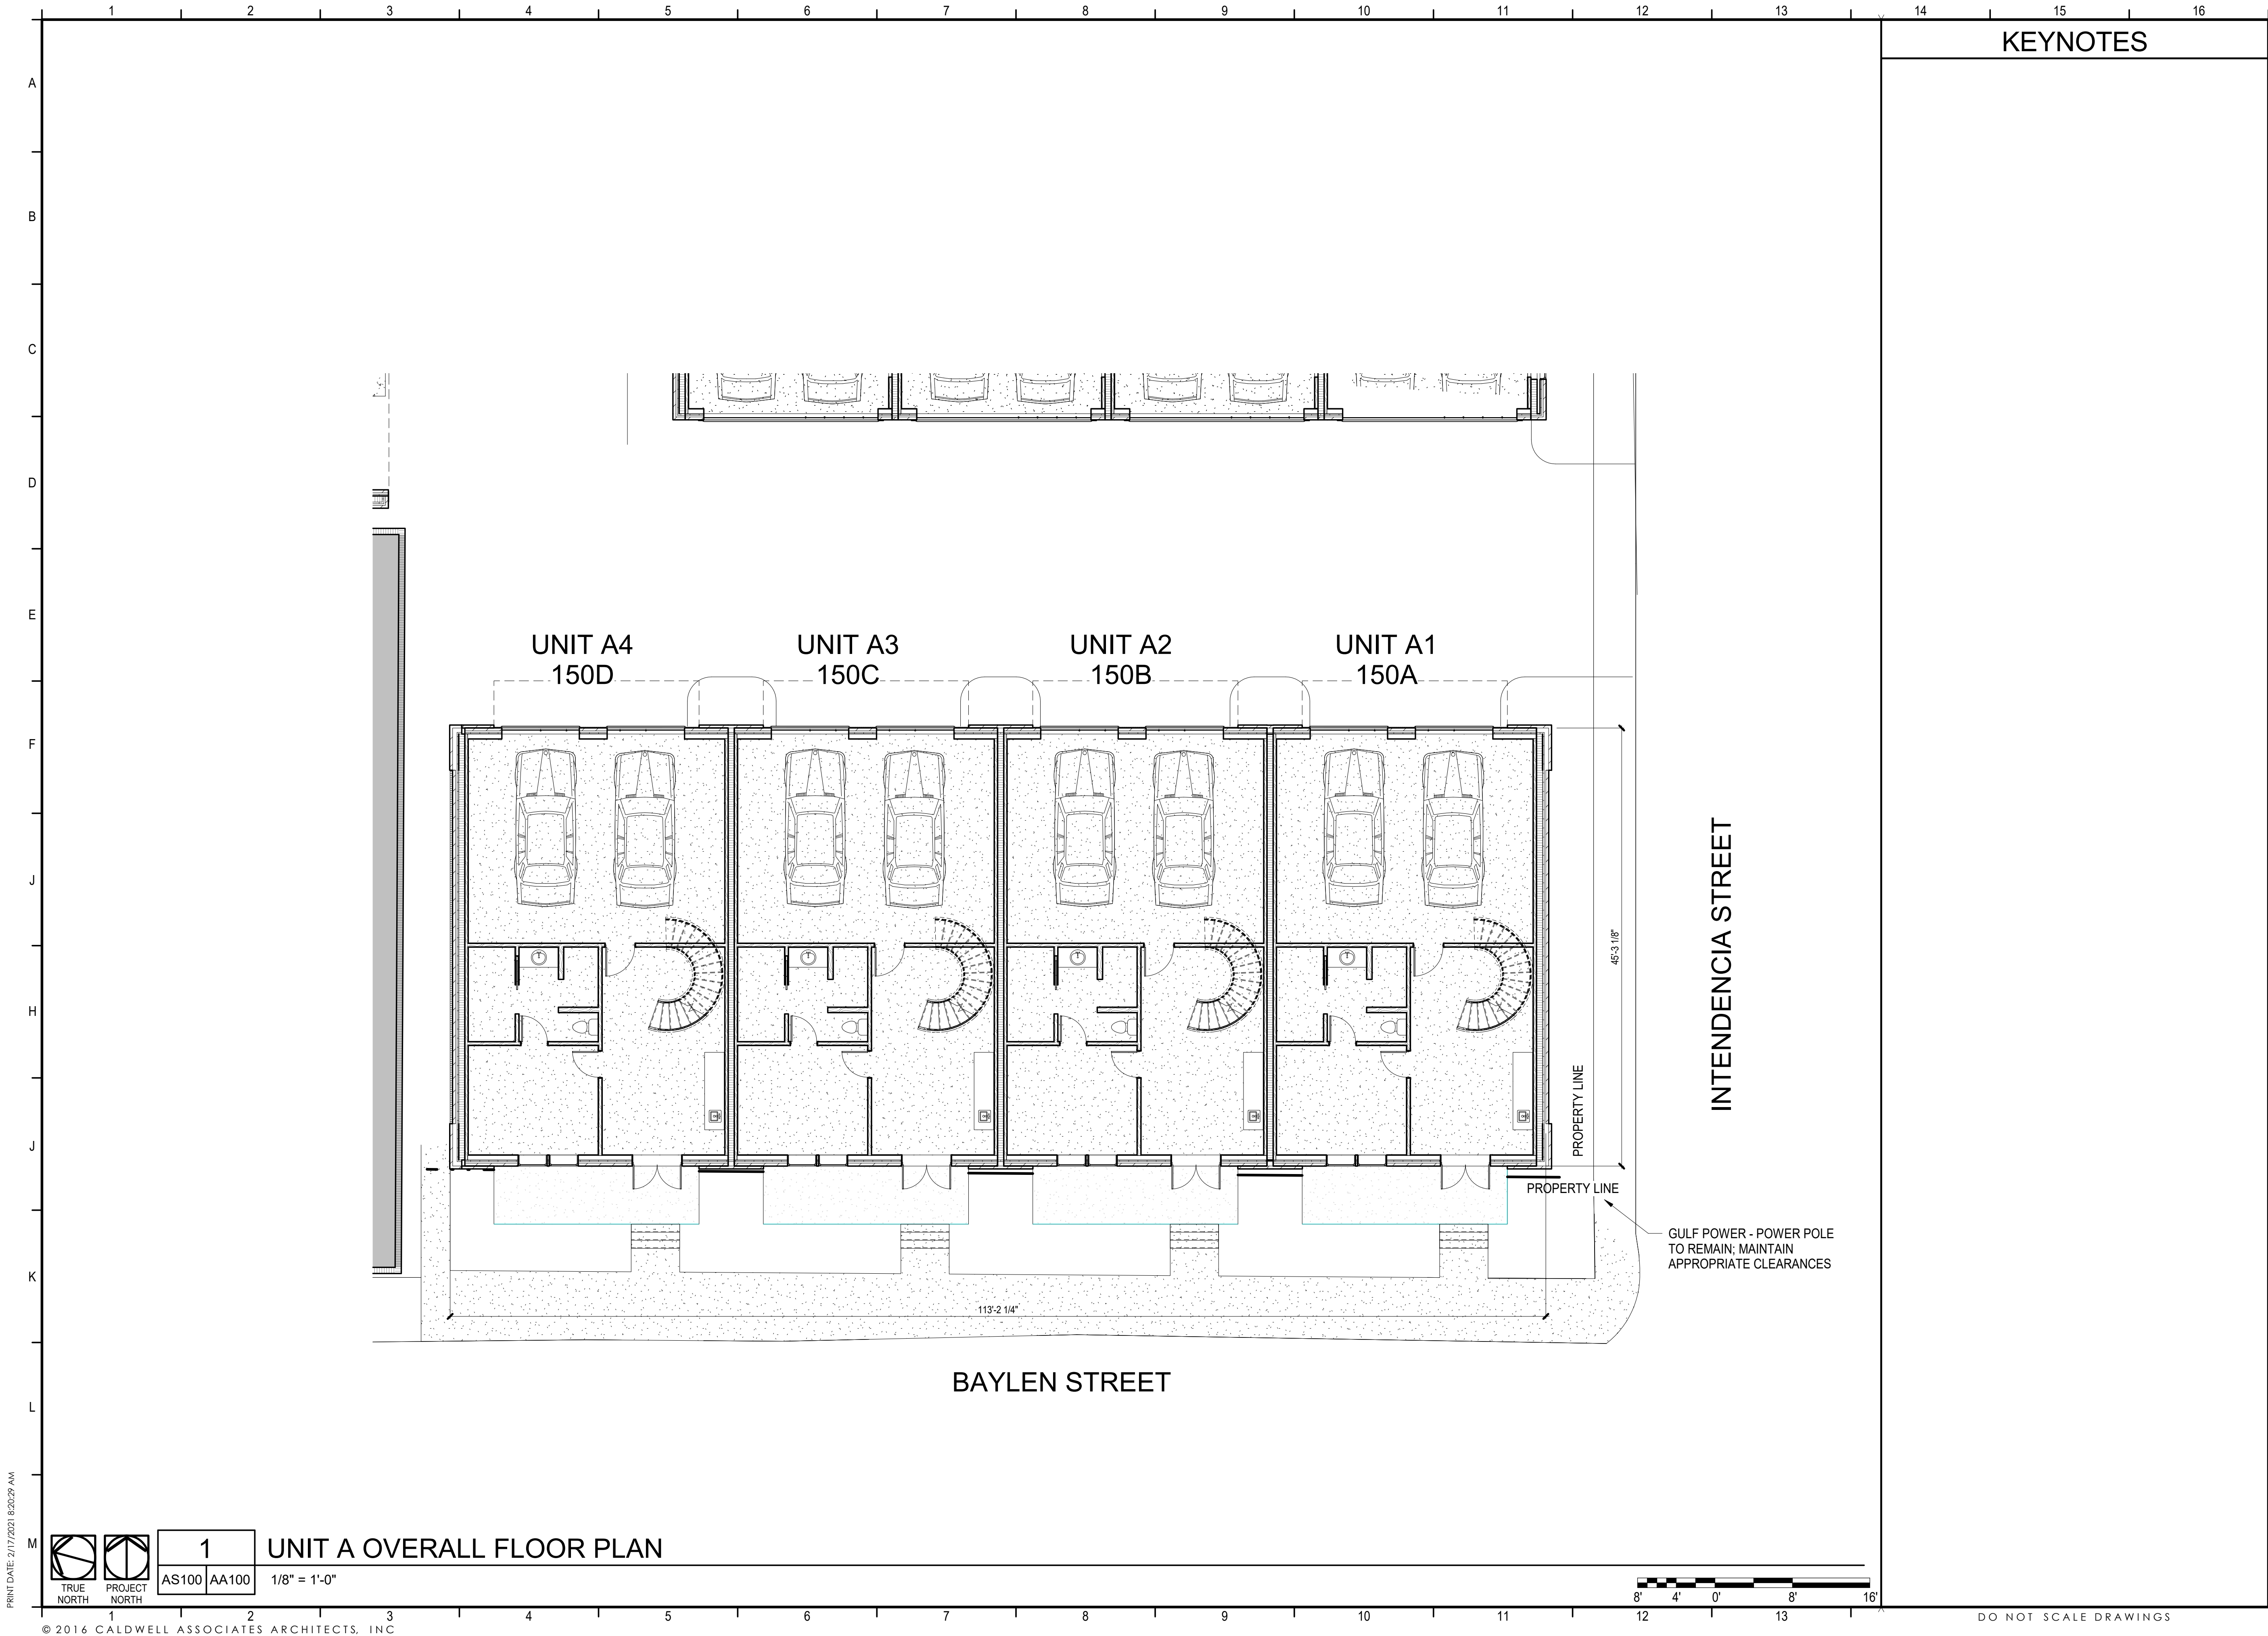 1 2 3 4 5 6 7 8 9 10 11 12 13 14 15 16
KEYNOTES
A
B
C
D
E
F
J
H
J
K
L
M
UNIT A4
150D
UNIT A3
150C
UNIT A2
150B
UNIT A1
150A
45'-3 1/8"
INTENDENCIA STREET
PROPERTY LINE
PROPERTY LINE
GULF POWER - POWER POLE
TO REMAIN; MAINTAIN
APPROPRIATE CLEARANCES
113'-2 1/4"
BAYLEN STREET
PRINT DATE: 2/17/2021 8:20:29 AM
TRUE
NORTH
PROJECT
NORTH
1
AS100 AA100
UNIT A OVERALL FLOOR PLAN
1/8" = 1'-0"
8' 4' 0' 8' 16'
1 2 3 4 5 6 7 8 9 10 11 12 13
DO NOT SCALE DRAWINGS
© 2016 CALDWELL ASSOCIATES ARCHITECTS, INC